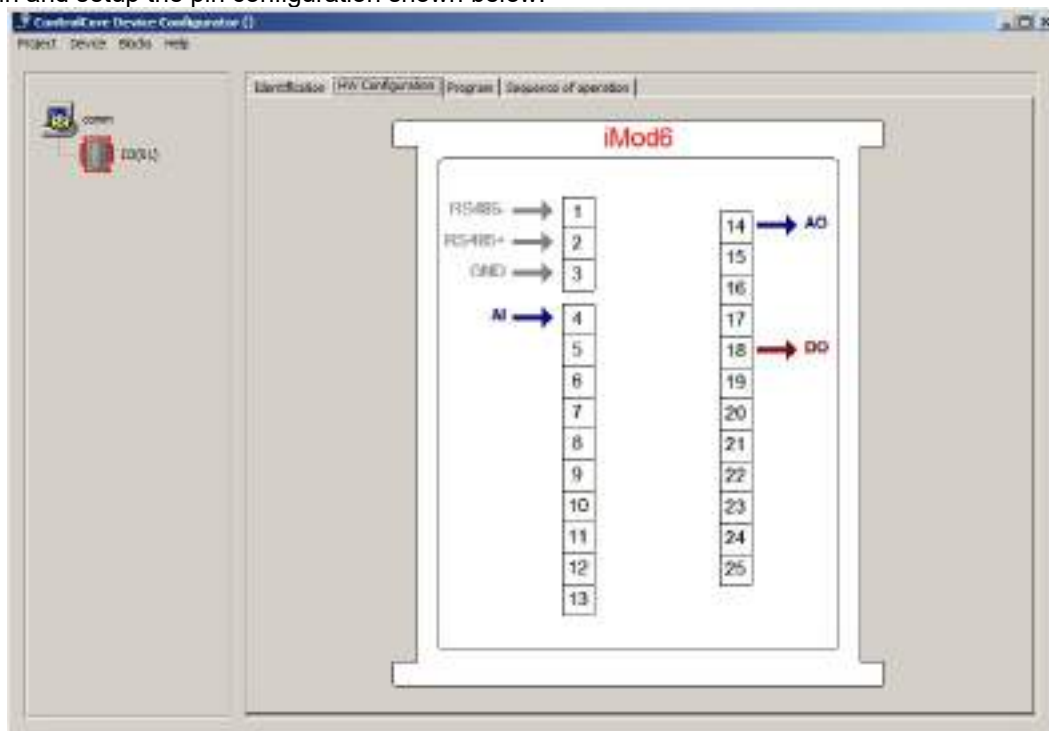 and setup the pin configuration shown below.
ControlCore Device Configurator ()
Project Device Blocks Help
Identification HW Configuration Program Sequence of operation
comm
iMod6
RS485- 1
RS485+ 2
GND 3
AI 4
5
6
7
8
9
10
11
12
13
14 AO
15
16
17
18 DO
19
20
21
22
23
24
25